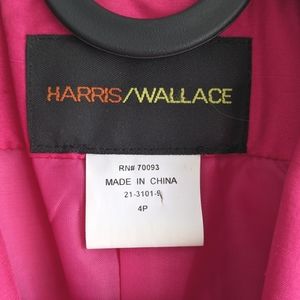 HARRIS/WALLACE
RN# 70093
MADE IN CHINA
21-3101-9
4P